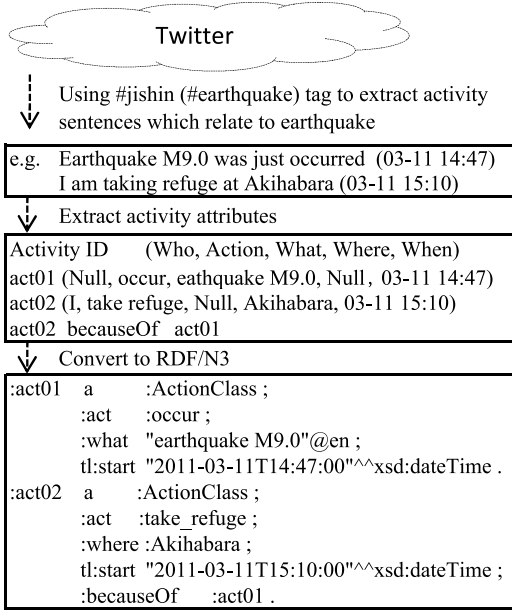 Twitter
Using #jishin (#earthquake) tag to extract activity
sentences which relate to earthquake
e.g. Earthquake M9.0 was just occurred (03-11 14:47)
I am taking refuge at Akihabara (03-11 15:10)
Extract activity attributes
Activity ID (Who, Action, What, Where, When)
act01 (Null, occur, eathquake M9.0, Null, 03-11 14:47)
act02 (I, take refuge, Null, Akihabara, 03-11 15:10)
act02 becauseOf act01
Convert to RDF/N3
:act01 a :ActionClass ;
:act :occur ;
:what "earthquake M9.0"@en ;
tl:start "2011-03-11T14:47:00"^^xsd:dateTime .
:act02 a :ActionClass ;
:act :take_refuge ;
:where :Akihabara ;
tl:start "2011-03-11T15:10:00"^^xsd:dateTime ;
:becauseOf :act01 .